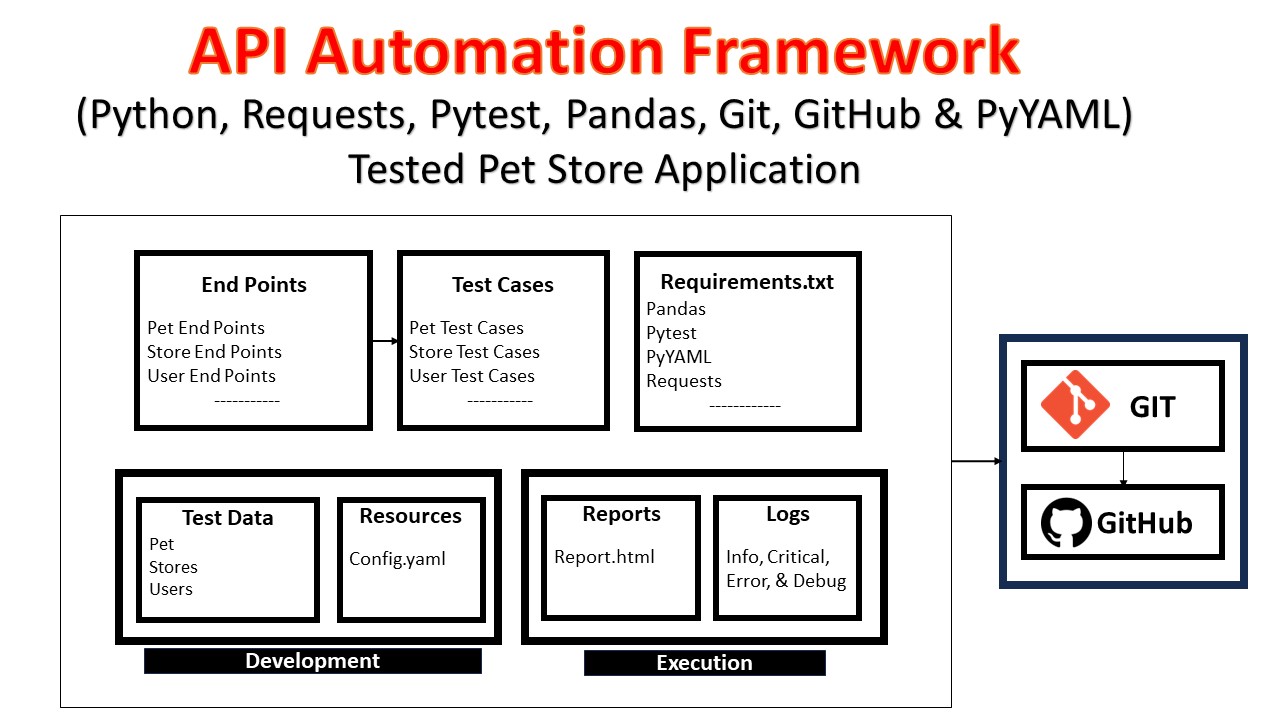 API Automation Framework
(Python, Requests, Pytest, Pandas, Git, GitHub & PyYAML)
Tested Pet Store Application
End Points
Pet End Points
Store End Points
User End Points
-----------
Test Cases
Pet Test Cases
Store Test Cases
User Test Cases
-----------
Requirements.txt
Pandas
Pytest
PyYAML
Requests
------------
Test Data
Pet
Stores
Users
Resources
Config.yaml
Development
Reports
Report.html
Logs
Info, Critical,
Error, & Debug
Execution
GIT
GitHub